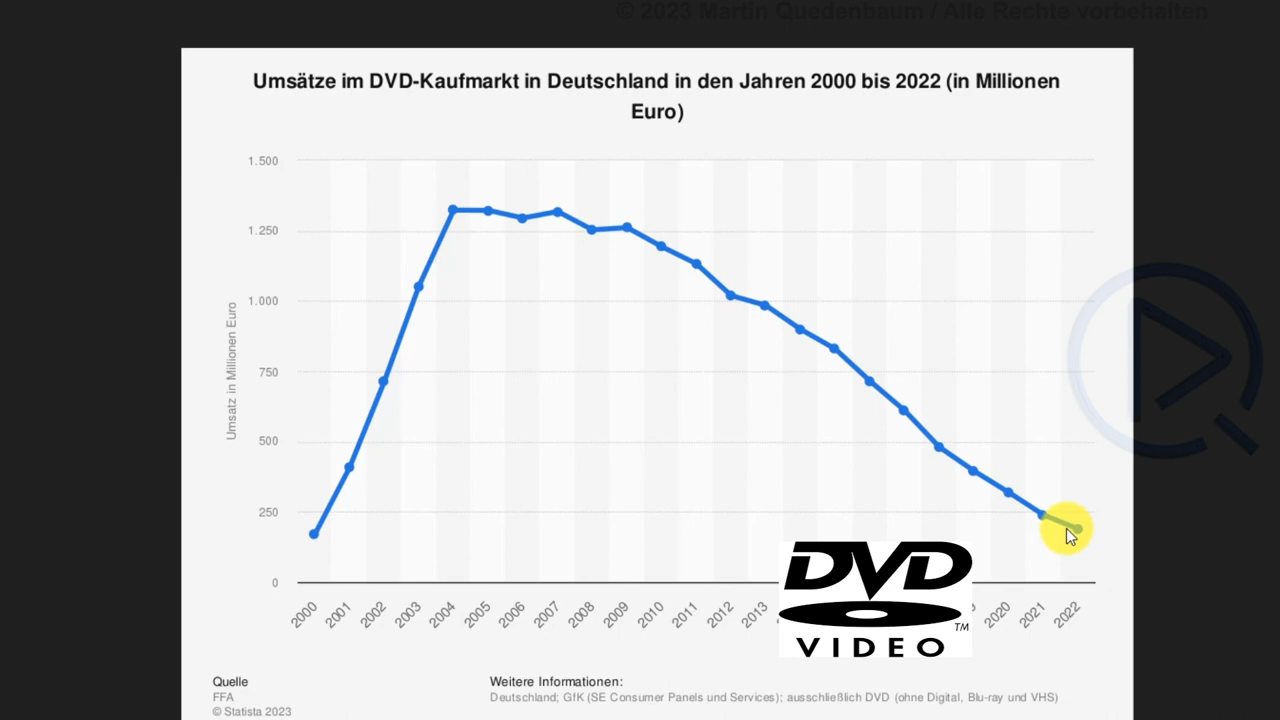 © 2023 Martin Quedenbaum / Alle Rechte vorbehalten
Umsätze im DVD-Kaufmarkt in Deutschland in den Jahren 2000 bis 2022 (in Millionen
Euro)
Umsatz in Millionen Euro
1.500
1.250
1.000
750
500
250
0
2000 2001 2002 2003 2004 2005 2006 2007 2008 2009 2010 2011 2012 2013 2020 2021 2022
DVD
VIDEO
TM
Quelle
FFA
© Statista 2023
Weitere Informationen:
Deutschland; GfK (SE Consumer Panels und Services); ausschließlich DVD (ohne Digital, Blu-ray und VHS)